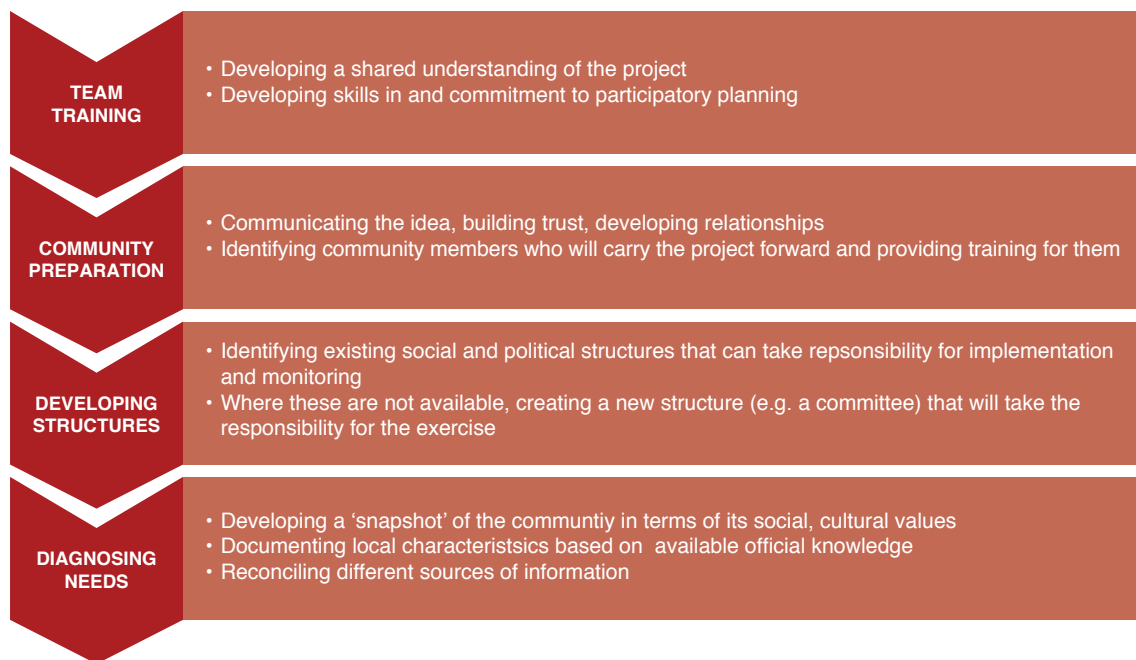 TEAM
TRAINING
• Developing a shared understanding of the project
• Developing skills in and commitment to participatory planning
COMMUNITY
PREPARATION
• Communicating the idea, building trust, developing relationships
• Identifying community members who will carry the project forward and providing training for them
DEVELOPING
STRUCTURES
• Identifying existing social and political structures that can take repsonsibility for implementation
and monitoring
• Where these are not available, creating a new structure (e.g. a committee) that will take the
responsibility for the exercise
DIAGNOSING
NEEDS
• Developing a ‘snapshot’ of the communtiy in terms of its social, cultural values
• Documenting local characteristsics based on  available official knowledge
• Reconciling different sources of information